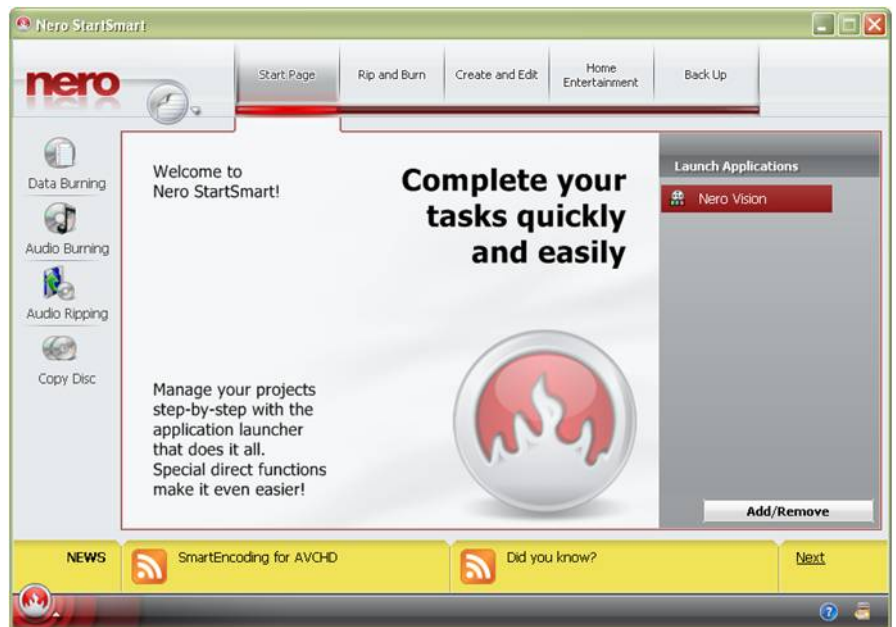 Nero StartSmart
nero
Start Page
Rip and Burn
Create and Edit
Home
Entertainment
Back Up
Data Burning
Audio Burning
Audio Ripping
Copy Disc
Welcome to
Nero StartSmart!
Complete your
tasks quickly
and easily
Manage your projects
step-by-step with the
application launcher
that does it all.
Special direct functions
make it even easier!
Launch Applications
Nero Vision
Add/Remove
NEWS
SmartEncoding for AVCHD
Did you know?
Next
?